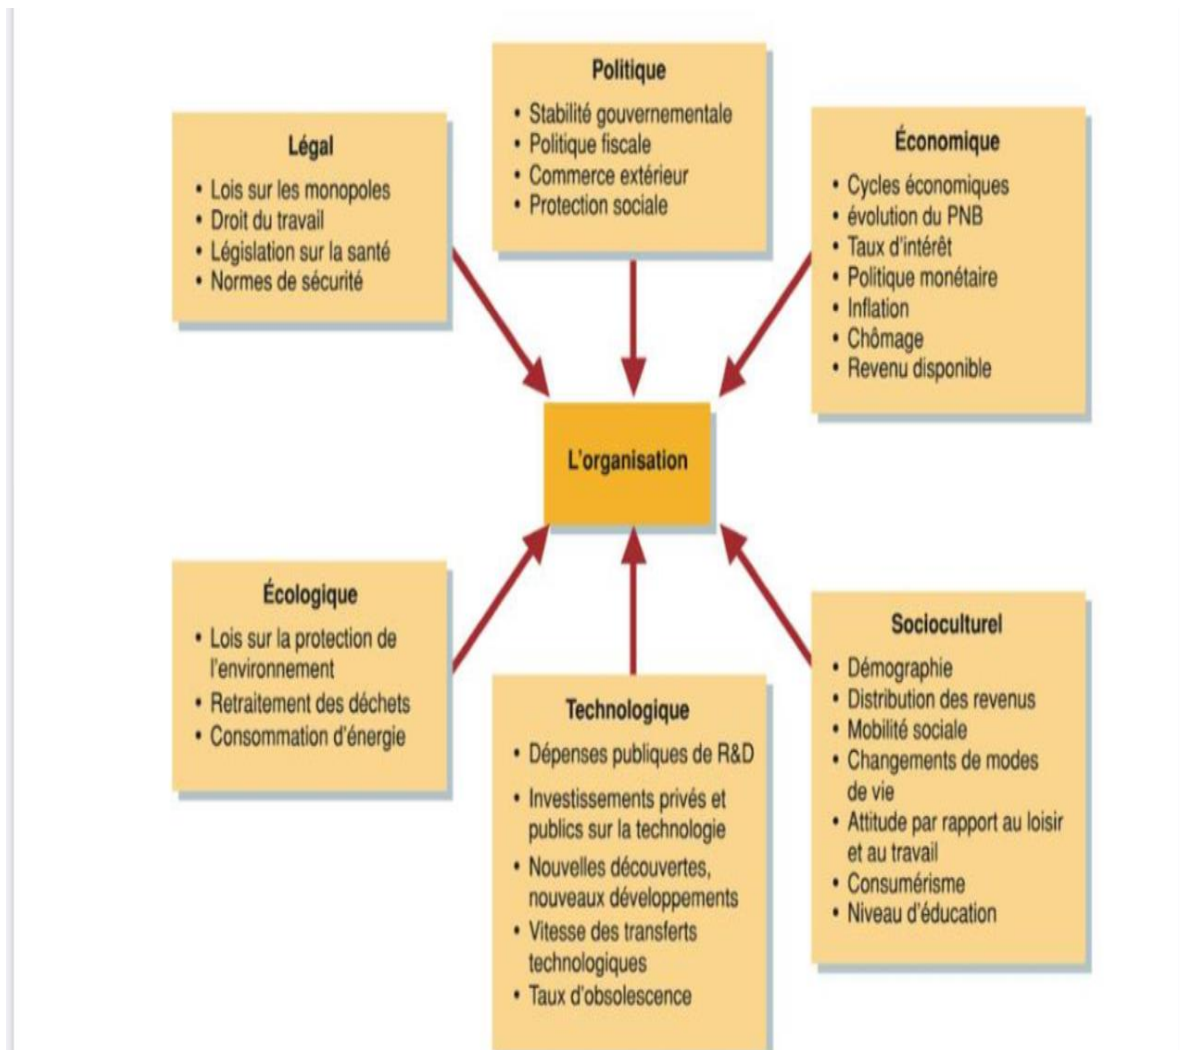 Politique
• Stabilité gouvernementale
• Politique fiscale
• Commerce extérieur
• Protection sociale
Légal
• Lois sur les monopoles
• Droit du travail
• Législation sur la santé
• Normes de sécurité
Économique
• Cycles économiques
• évolution du PNB
• Taux d'intérêt
• Politique monétaire
• Inflation
• Chômage
• Revenu disponible
L'organisation
Écologique
• Lois sur la protection de
l'environnement
• Retraitement des déchets
• Consommation d'énergie
Technologique
• Dépenses publiques de R&D
• Investissements privés et
publics sur la technologie
• Nouvelles découvertes,
nouveaux développements
• Vitesse des transferts
technologiques
• Taux d'obsolescence
Socioculturel
• Démographie
• Distribution des revenus
• Mobilité sociale
• Changements de modes
de vie
• Attitude par rapport au loisir
et au travail
• Consumérisme
• Niveau d'éducation